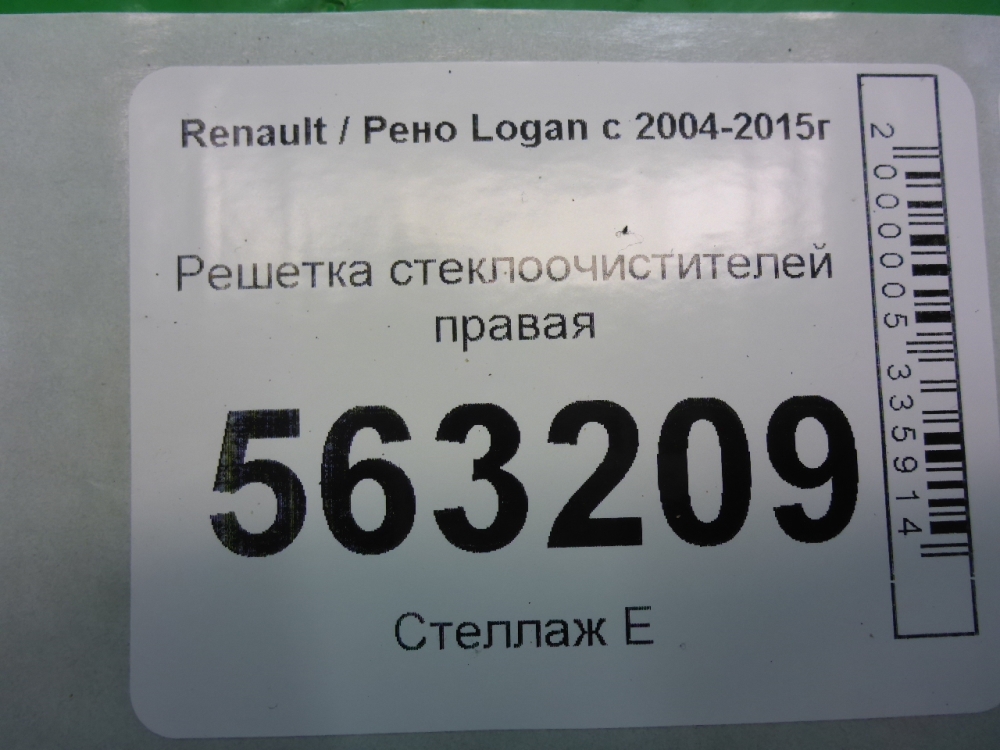 Renault / Рено Logan с 2004-2015г
Решетка стеклоочистителей
правая
563209
Стеллаж Е
2000005335914